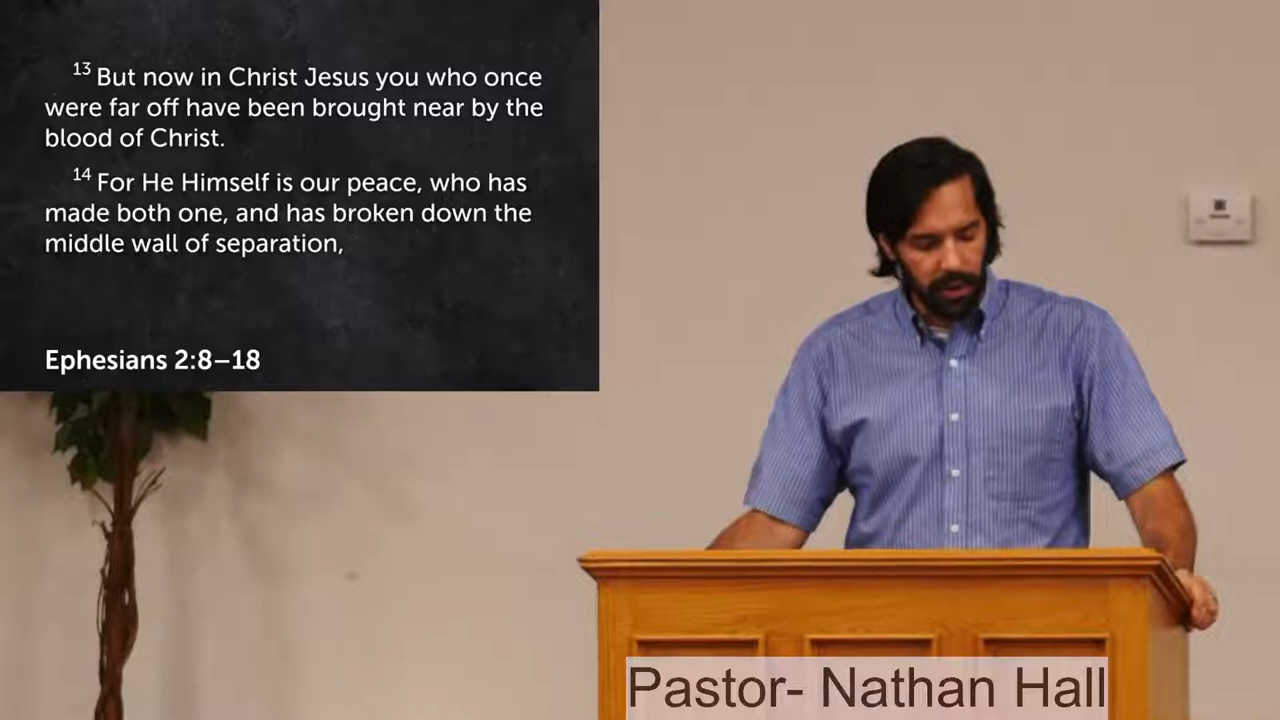 13 But now in Christ Jesus you who once
were far off have been brought near by the
blood of Christ.
14 For He Himself is our peace, who has
made both one, and has broken down the
middle wall of separation,
Ephesians 2:8–18
Pastor- Nathan Hall